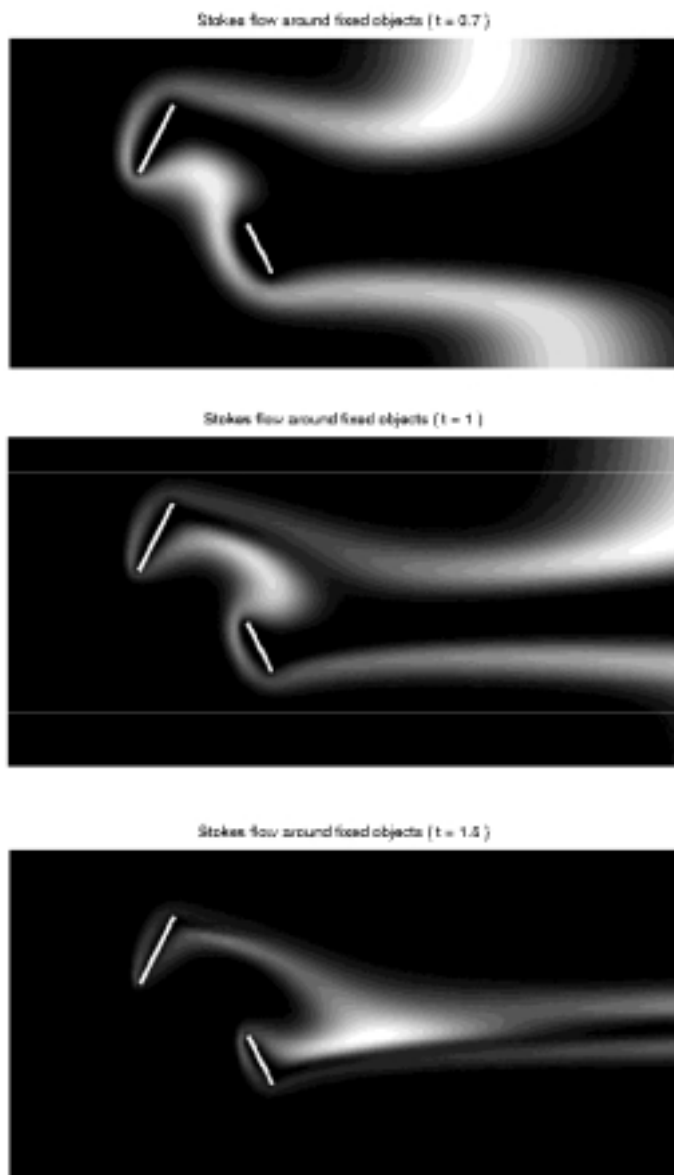 Stokes flow around fixed objects ( t = 0.7 )
Stokes flow around fixed objects ( t = 1 )
Stokes flow around fixed objects ( t = 1.5 )